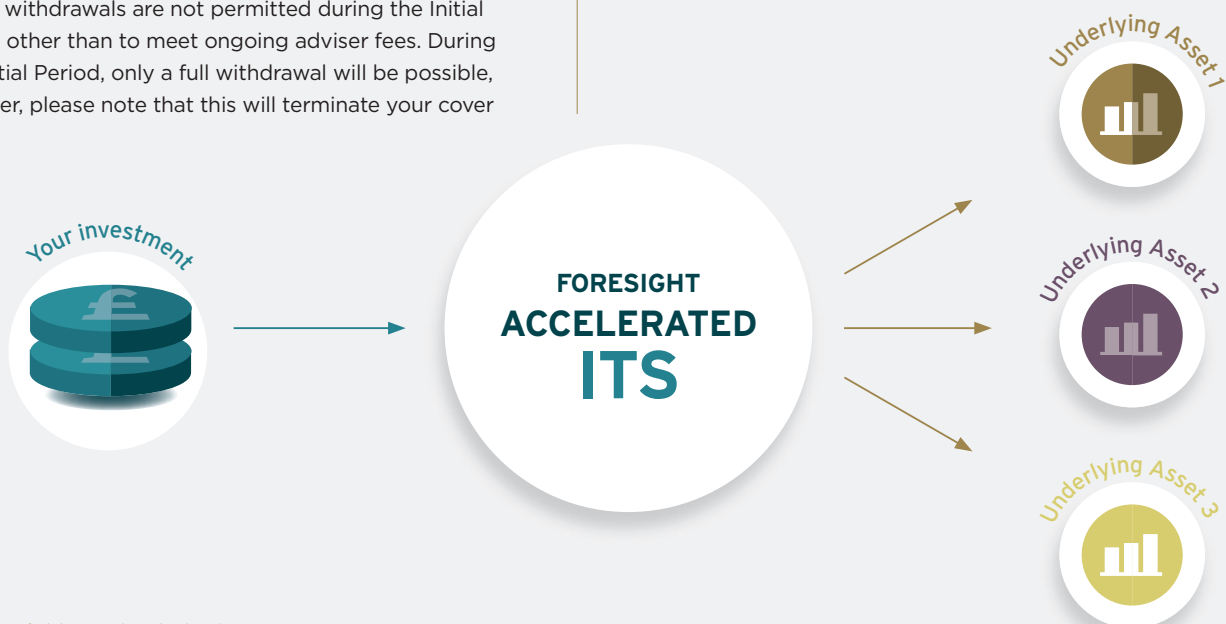 withdrawals are not permitted during the Initial
other than to meet ongoing adviser fees. During
tial Period, only a full withdrawal will be possible,
er, please note that this will terminate your cover
Your investment
FORESIGHT
ACCELERATED
ITS
Underlying Asset 1
Underlying Asset 2
Underlying Asset 3